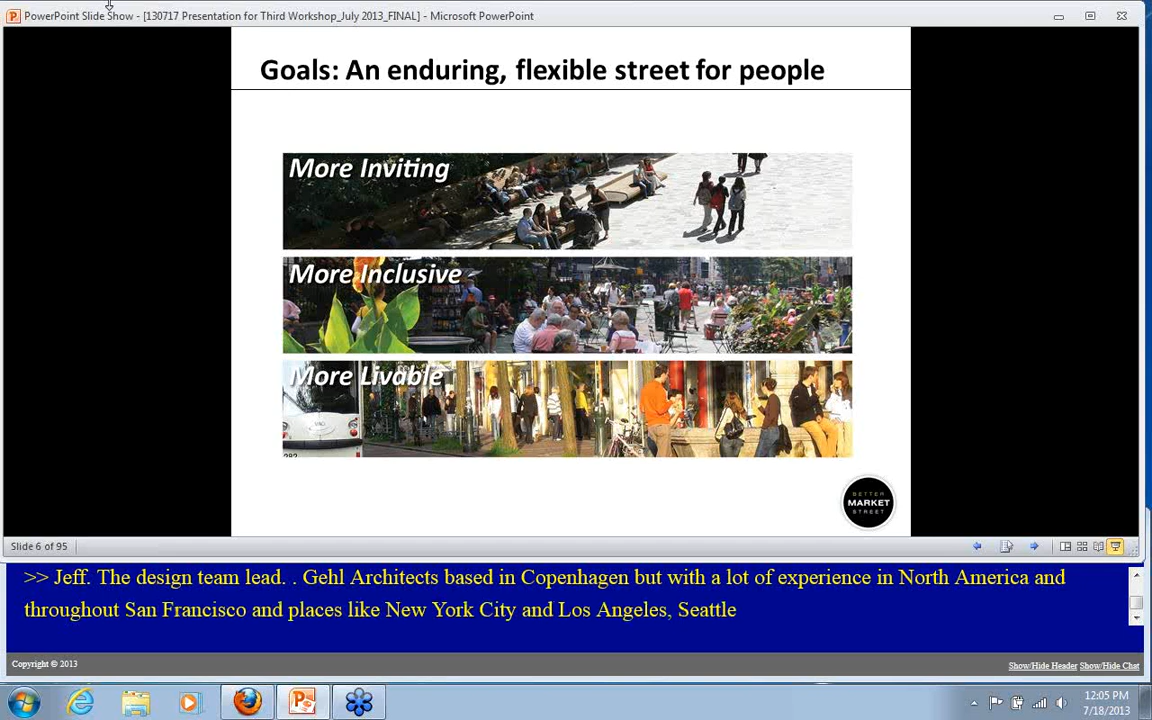 PowerPoint Slide Show - [130717 Presentation for Third Workshop_July 2013_FINAL] - Microsoft PowerPoint
Goals: An enduring, flexible street for people
More Inviting
More Inclusive
More Livable
282
BETTER
MARKET
STREET
Slide 6 of 95
>> Jeff. The design team lead. . Gehl Architects based in Copenhagen but with a lot of experience in North America and
throughout San Francisco and places like New York City and Los Angeles, Seattle
Copyright © 2013
Show/Hide Header Show/Hide Chat
12:05 PM
7/18/2013